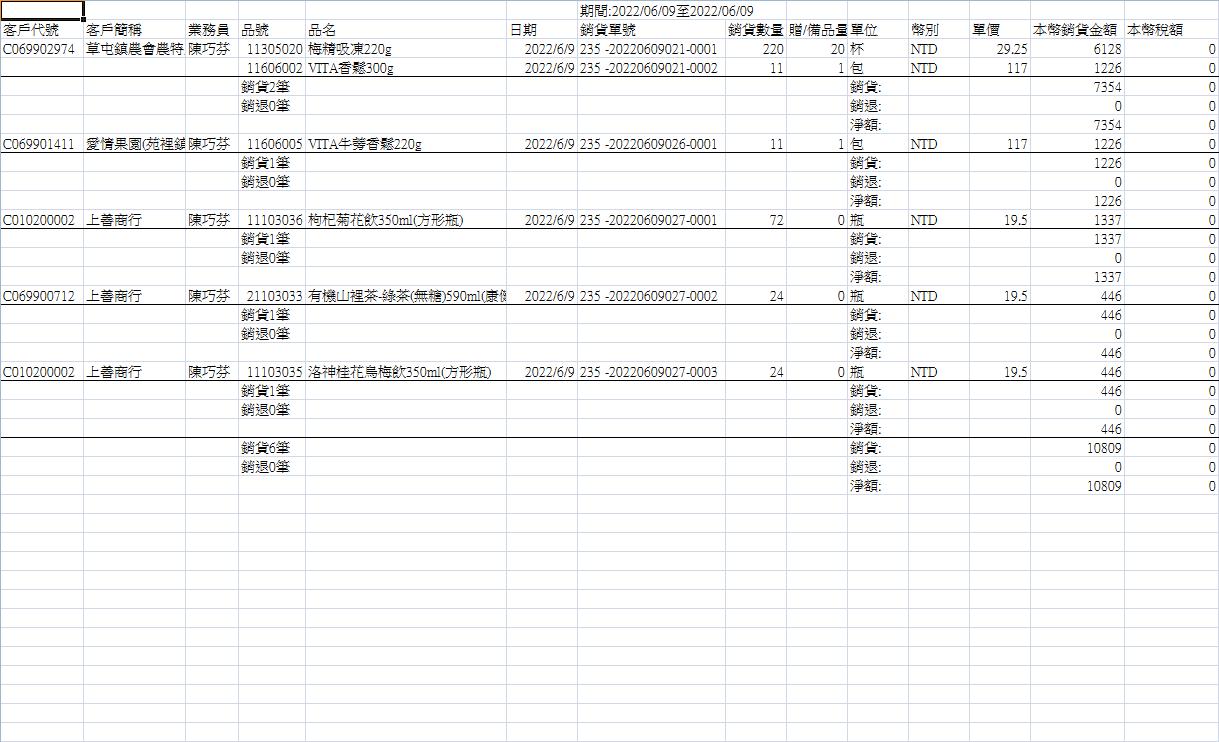 期間:2022/06/09至2022/06/09
客戶代號 客戶簡稱 業務員 品號 品名 日期 銷貨單號 銷貨數量 贈/備品量 單位 幣別 單價 本幣銷貨金額 本幣稅額
C069902974 草屯鎮農會農特 陳巧芬 11305020 梅精吸凍220g 2022/6/9 235 -20220609021-0001 220 20 杯 NTD 29.25 6128 0
11606002 VITA香鬆300g 2022/6/9 235 -20220609021-0002 11 1 包 NTD 117 1226 0
銷貨2筆 銷貨: 7354 0
銷退0筆 銷退: 0 0
淨額: 7354 0
C069901411 愛情果園(苑裡鎮 陳巧芬 11606005 VITA牛蒡香鬆220g 2022/6/9 235 -20220609026-0001 11 1 包 NTD 117 1226 0
銷貨1筆 銷貨: 1226 0
銷退0筆 銷退: 0 0
淨額: 1226 0
C010200002 上善商行 陳巧芬 11103036 枸杞菊花飲350ml(方形瓶) 2022/6/9 235 -20220609027-0001 72 0 瓶 NTD 19.5 1337 0
銷貨1筆 銷貨: 1337 0
銷退0筆 銷退: 0 0
淨額: 1337 0
C069900712 上善商行 陳巧芬 21103033 有機山裡茶-綠茶(無糖)590ml(康 2022/6/9 235 -20220609027-0002 24 0 瓶 NTD 19.5 446 0
銷貨1筆 銷貨: 446 0
銷退0筆 銷退: 0 0
淨額: 446 0
C010200002 上善商行 陳巧芬 11103035 洛神桂花烏梅飲350ml(方形瓶) 2022/6/9 235 -20220609027-0003 24 0 瓶 NTD 19.5 446 0
銷貨1筆 銷貨: 446 0
銷退0筆 銷退: 0 0
淨額: 446 0
銷貨6筆 銷貨: 10809 0
銷退0筆 銷退: 0 0
淨額: 10809 0